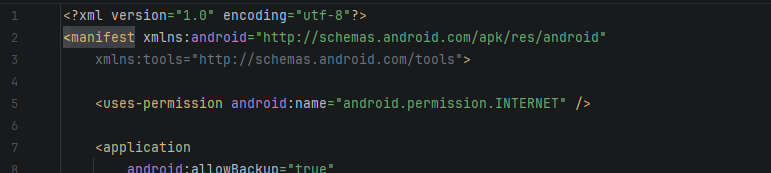 1 <?xml version="1.0" encoding="utf-8"?>
2 <manifest xmlns:android="http://schemas.android.com/apk/res/android"
3 xmlns:tools="http://schemas.android.com/tools">
4
5 <uses-permission android:name="android.permission.INTERNET" />
6
7 <application
8 android:allowBackup="true"